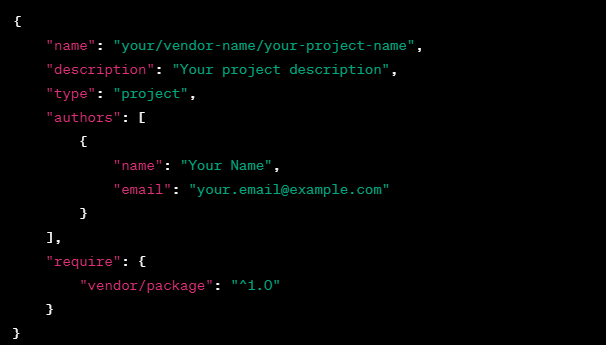 {
    "name": "your/vendor-name/your-project-name",
    "description": "Your project description",
    "type": "project",
    "authors": [
        {
            "name": "Your Name",
            "email": "your.email@example.com"
        }
    ],
    "require": {
        "vendor/package": "^1.0"
    }
}